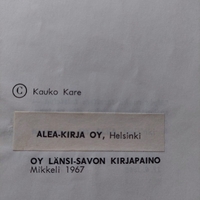 © Kauko Kare
ALEA-KIRJA OY, Helsinki
OY LÄNSI-SAVON KIRJAPAINO
Mikkeli 1967